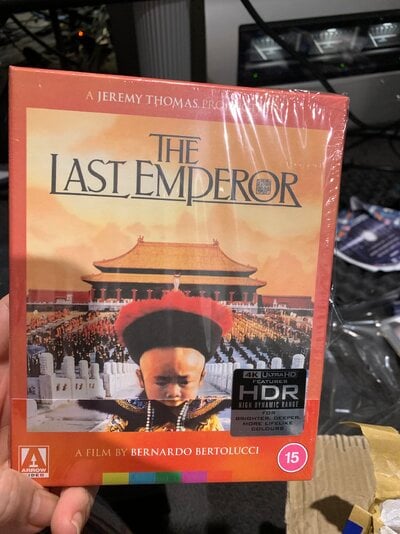 A JEREMY THOMAS
THE
LAST EMPEROR
4K ULTRA HD
FEATURES
HDR
HIGH DYNAMIC RANGE
FOR
BRIGHTER, DEEPER,
MORE LIFELIKE
COLOURS
ARROW
VIDEO
A FILM BY BERNARDO BERTOLUCCI
15